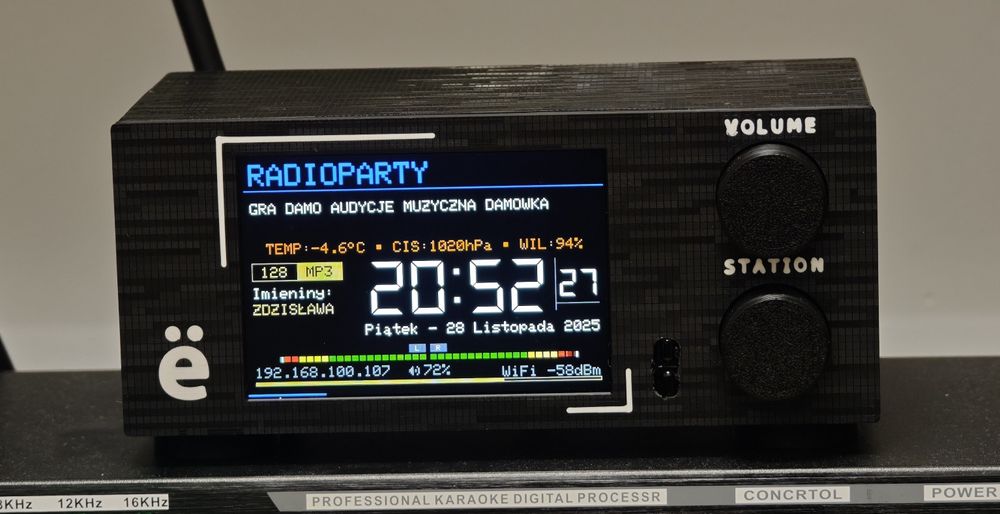 VOLUME
RADIOPARTY
GRA DAMO AUDYCJE MUZYCZNA DAMOWKA
STATION
TEMP:-4.6°C ▪ CIS:1020hPa ▪ WIL:94%
128 MP3
20:52 27
Imieniny:
ZDZISŁAWA
Piątek - 28 Listopada 2025
L R
192.168.100.107 72% WiFi -58dBm
ë
8KHz 12KHz 16KHz PROFESSIONAL KARAOKE DIGITAL PROCESSR CONCRTOL POWER